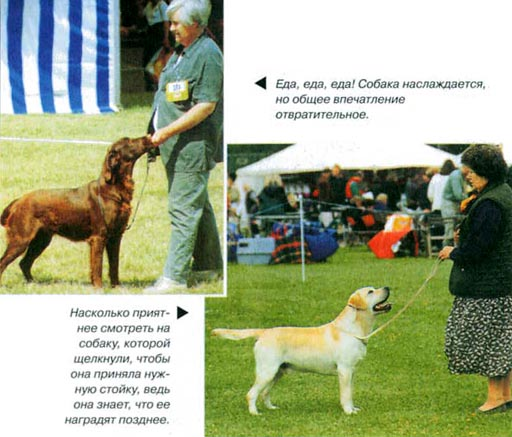 ◄ Еда, еда, еда! Собака наслаждается,
но общее впечатление
отвратительное.
Насколько прият- ►
нее смотреть на
собаку, которой
щелкнули, чтобы
она приняла нуж-
ную стойку, ведь
она знает, что ее
наградят позднее.